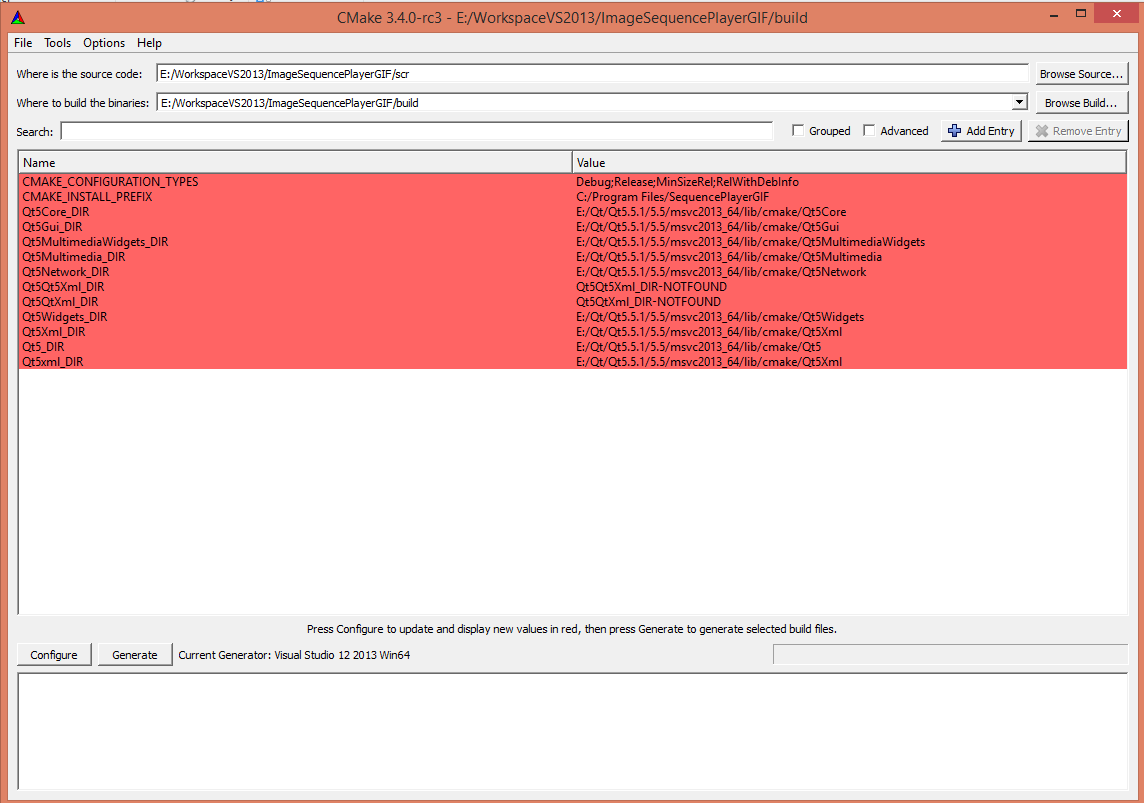 CMake 3.4.0-rc3 - E:/WorkspaceVS2013/ImageSequencePlayerGIF/build
File Tools Options Help
Where is the source code: E:/WorkspaceVS2013/ImageSequencePlayerGIF/scr Browse Source...
Where to build the binaries: E:/WorkspaceVS2013/ImageSequencePlayerGIF/build Browse Build...
Search: Grouped Advanced Add Entry Remove Entry
Name Value
CMAKE_CONFIGURATION_TYPES Debug;Release;MinSizeRel;RelWithDebInfo
CMAKE_INSTALL_PREFIX C:/Program Files/SequencePlayerGIF
Qt5Core_DIR E:/Qt/Qt5.5.1/5.5/msvc2013_64/lib/cmake/Qt5Core
Qt5Gui_DIR E:/Qt/Qt5.5.1/5.5/msvc2013_64/lib/cmake/Qt5Gui
Qt5MultimediaWidgets_DIR E:/Qt/Qt5.5.1/5.5/msvc2013_64/lib/cmake/Qt5MultimediaWidgets
Qt5Multimedia_DIR E:/Qt/Qt5.5.1/5.5/msvc2013_64/lib/cmake/Qt5Multimedia
Qt5Network_DIR E:/Qt/Qt5.5.1/5.5/msvc2013_64/lib/cmake/Qt5Network
Qt5Qt5Xml_DIR Qt5Qt5Xml_DIR-NOTFOUND
Qt5QtXml_DIR Qt5QtXml_DIR-NOTFOUND
Qt5Widgets_DIR E:/Qt/Qt5.5.1/5.5/msvc2013_64/lib/cmake/Qt5Widgets
Qt5Xml_DIR E:/Qt/Qt5.5.1/5.5/msvc2013_64/lib/cmake/Qt5Xml
Qt5_DIR E:/Qt/Qt5.5.1/5.5/msvc2013_64/lib/cmake/Qt5
Qt5xml_DIR E:/Qt/Qt5.5.1/5.5/msvc2013_64/lib/cmake/Qt5Xml
Press Configure to update and display new values in red, then press Generate to generate selected build files.
Configure Generate Current Generator: Visual Studio 12 2013 Win64